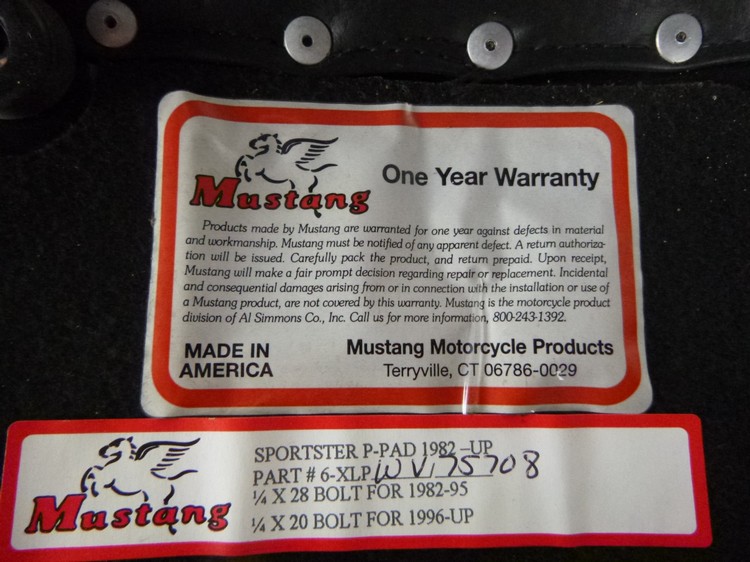 Mustang
One Year Warranty
Products made by Mustang are warranted for one year against defects in material
and workmanship. Mustang must be notified of any apparent defect. A return authoriza-
tion will be issued. Carefully pack the product, and return prepaid. Upon receipt,
Mustang will make a fair prompt decision regarding repair or replacement. Incidental
and consequential damages arising from or in connection with the installation or use of
a Mustang product, are not covered by this warranty. Mustang is the motorcycle product
division of Al Simmons Co., Inc. Call us for more information, 800-243-1392.
MADE IN
AMERICA
Mustang Motorcycle Products
Terryville, CT 06786-0029
Mustang
SPORTSTER P-PAD 1982 -UP
PART # 6-XLP
¼ X 28 BOLT FOR 1982-95
¼ X 20 BOLT FOR 1996-UP